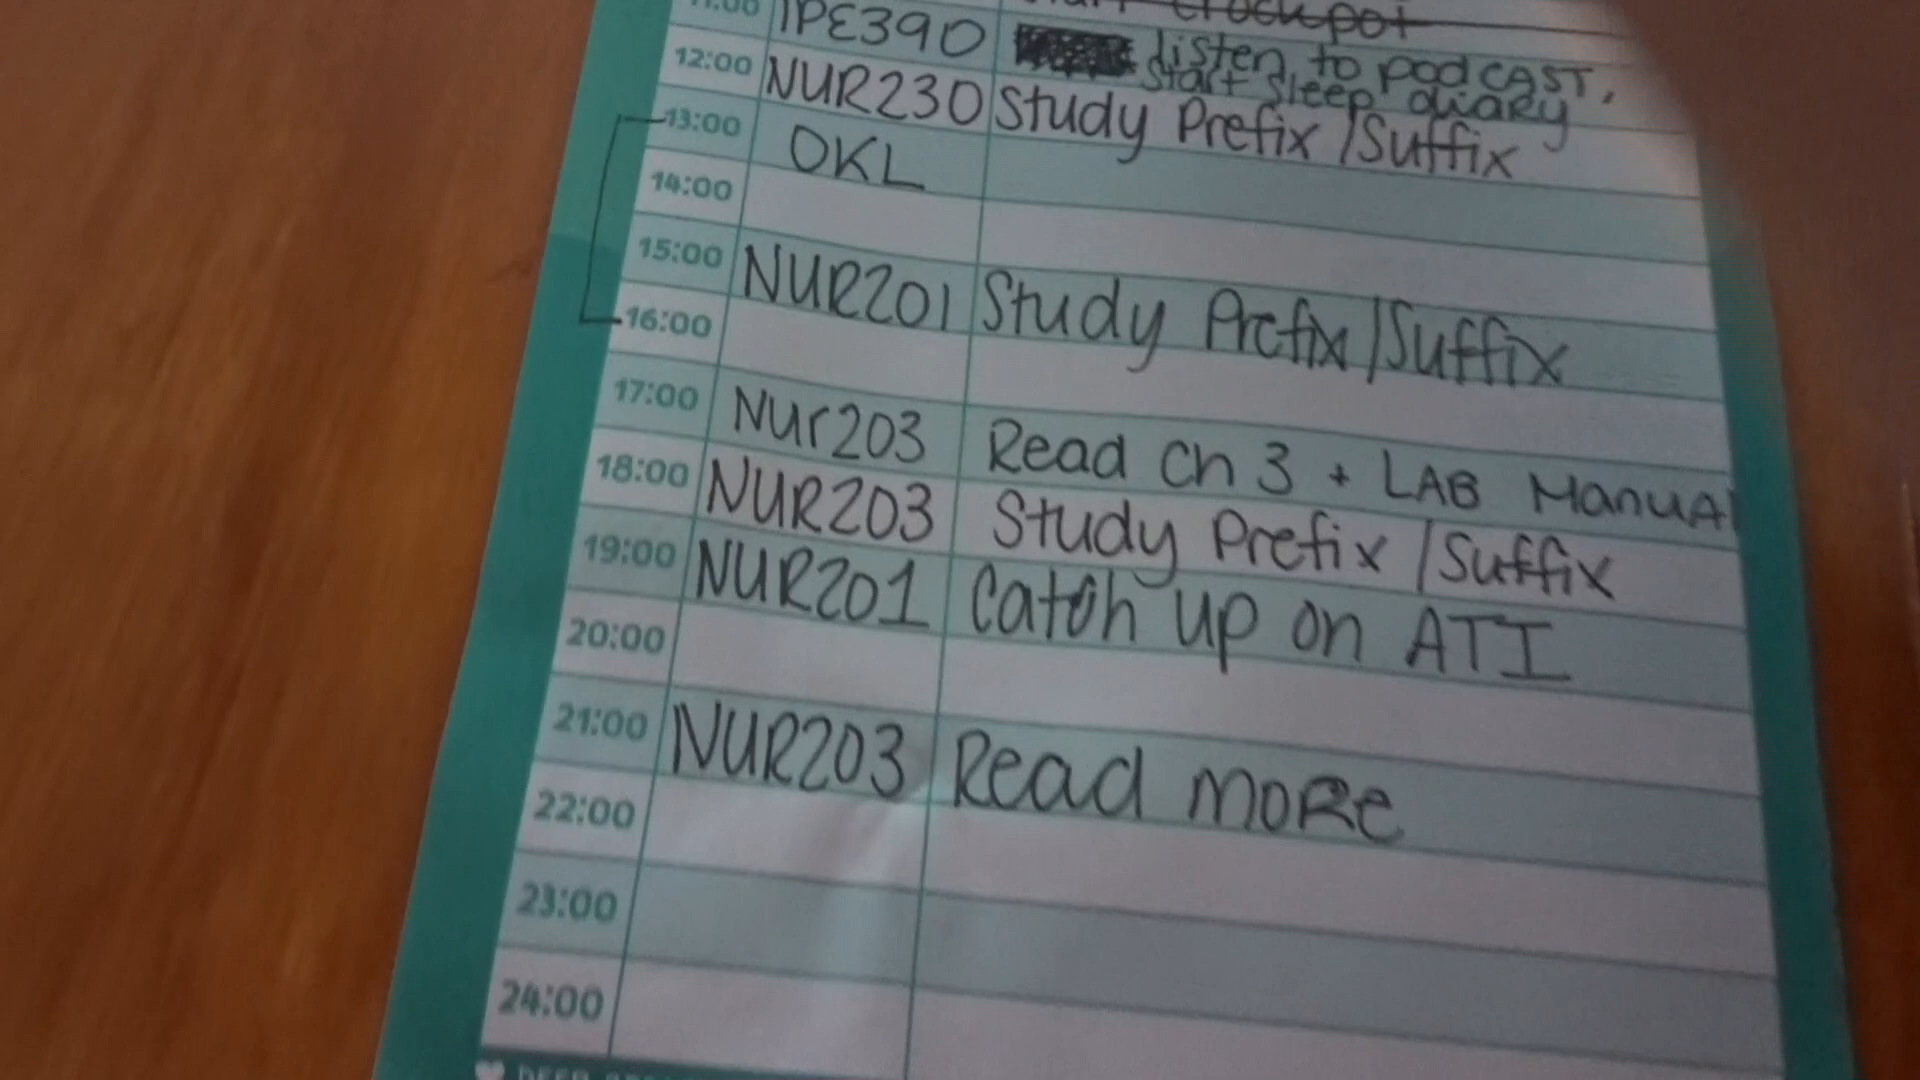 crockpot
11:00 IPE390 listen to podcast,
start sleep diary
12:00 NUR230 Study Prefix/Suffix
13:00 OKL
14:00
15:00 NUR201 Study Prefix/Suffix
16:00
17:00 Nur203 Read Ch 3 + LAB Manual
18:00 NUR203 Study Prefix/Suffix
19:00 NUR201 Catch up on ATI
20:00
21:00 NUR203 Read more
22:00
23:00
24:00